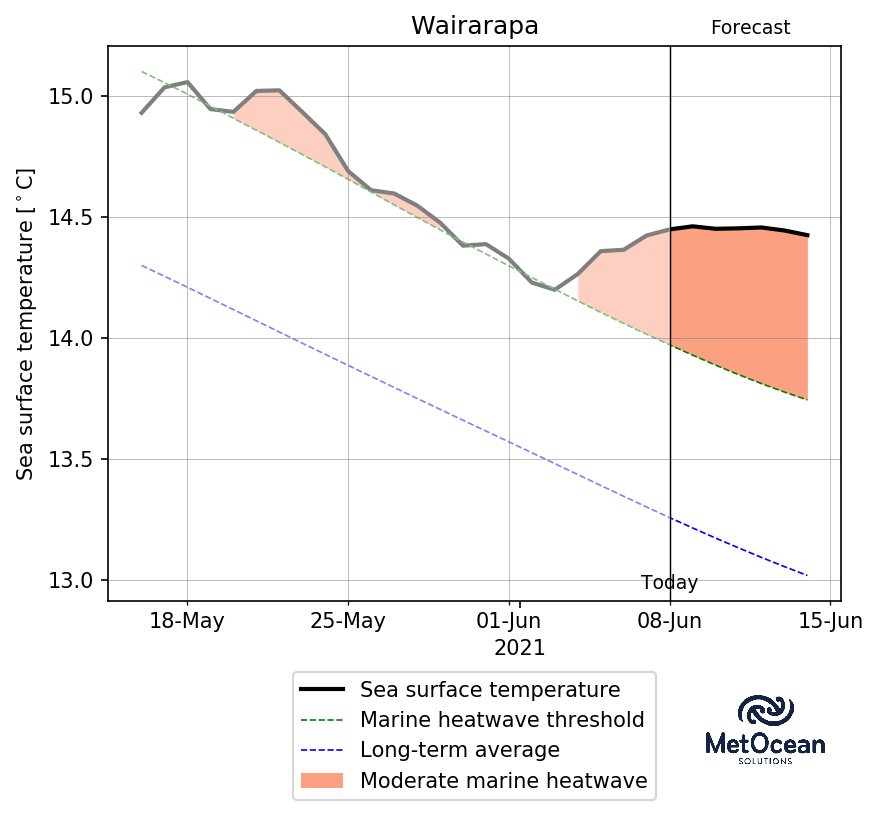 Wairarapa
Forecast
Sea surface temperature [°C]
15.0
14.5
14.0
13.5
13.0
Today
18-May
25-May
01-Jun
08-Jun
15-Jun
2021
Sea surface temperature
Marine heatwave threshold
Long-term average
Moderate marine heatwave
MetOcean
SOLUTIONS